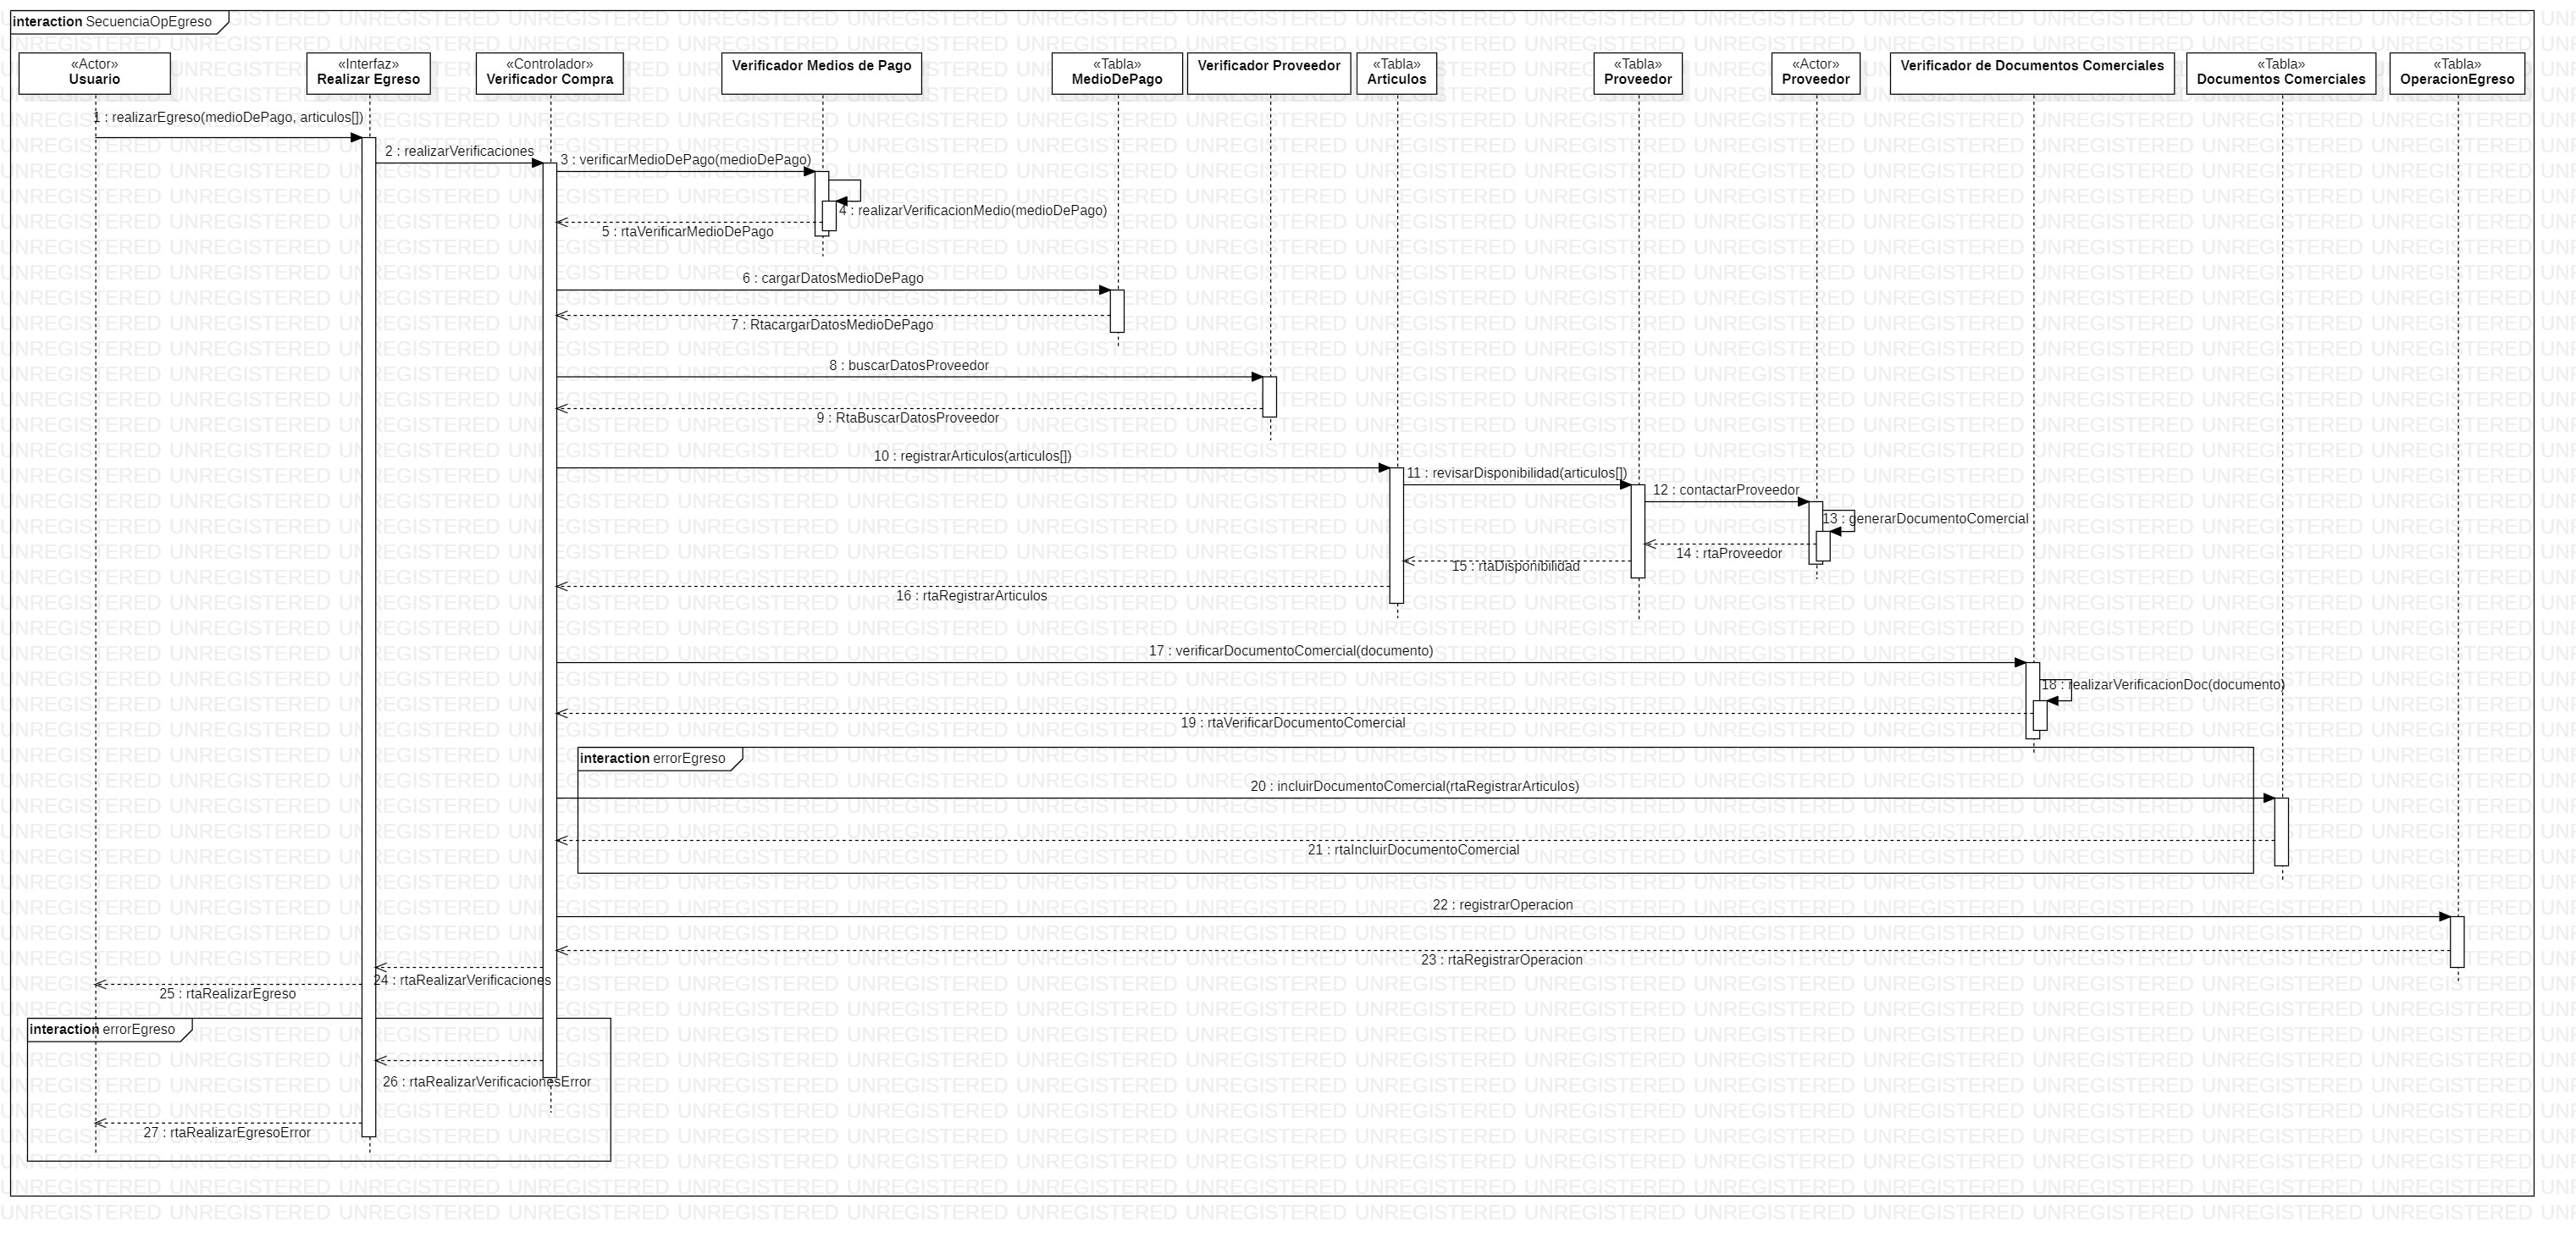 interaction SecuenciaOpEgreso
«Actor»
Usuario
«Interfaz»
Realizar Egreso
«Controlador»
Verificador Compra
Verificador Medios de Pago
«Tabla»
MedioDePago
Verificador Proveedor
«Tabla»
Articulos
«Tabla»
Proveedor
«Actor»
Proveedor
Verificador de Documentos Comerciales
«Tabla»
Documentos Comerciales
«Tabla»
OperacionEgreso
1 : realizarEgreso(medioDePago, articulos[])
2 : realizarVerificaciones
3 : verificarMedioDePago(medioDePago)
4 : realizarVerificacionMedio(medioDePago)
5 : rtaVerificarMedioDePago
6 : cargarDatosMedioDePago
7 : RtacargarDatosMedioDePago
8 : buscarDatosProveedor
9 : RtaBuscarDatosProveedor
10 : registrarArticulos(articulos[])
11 : revisarDisponibilidad(articulos[])
12 : contactarProveedor
13 : generarDocumentoComercial
14 : rtaProveedor
15 : rtaDisponibilidad
16 : rtaRegistrarArticulos
17 : verificarDocumentoComercial(documento)
18 : realizarVerificacionDoc(documento)
19 : rtaVerificarDocumentoComercial
interaction errorEgreso
20 : incluirDocumentoComercial(rtaRegistrarArticulos)
21 : rtaIncluirDocumentoComercial
22 : registrarOperacion
23 : rtaRegistrarOperacion
24 : rtaRealizarVerificaciones
25 : rtaRealizarEgreso
interaction errorEgreso
26 : rtaRealizarVerificacionesError
27 : rtaRealizarEgresoError
UNREGISTERED